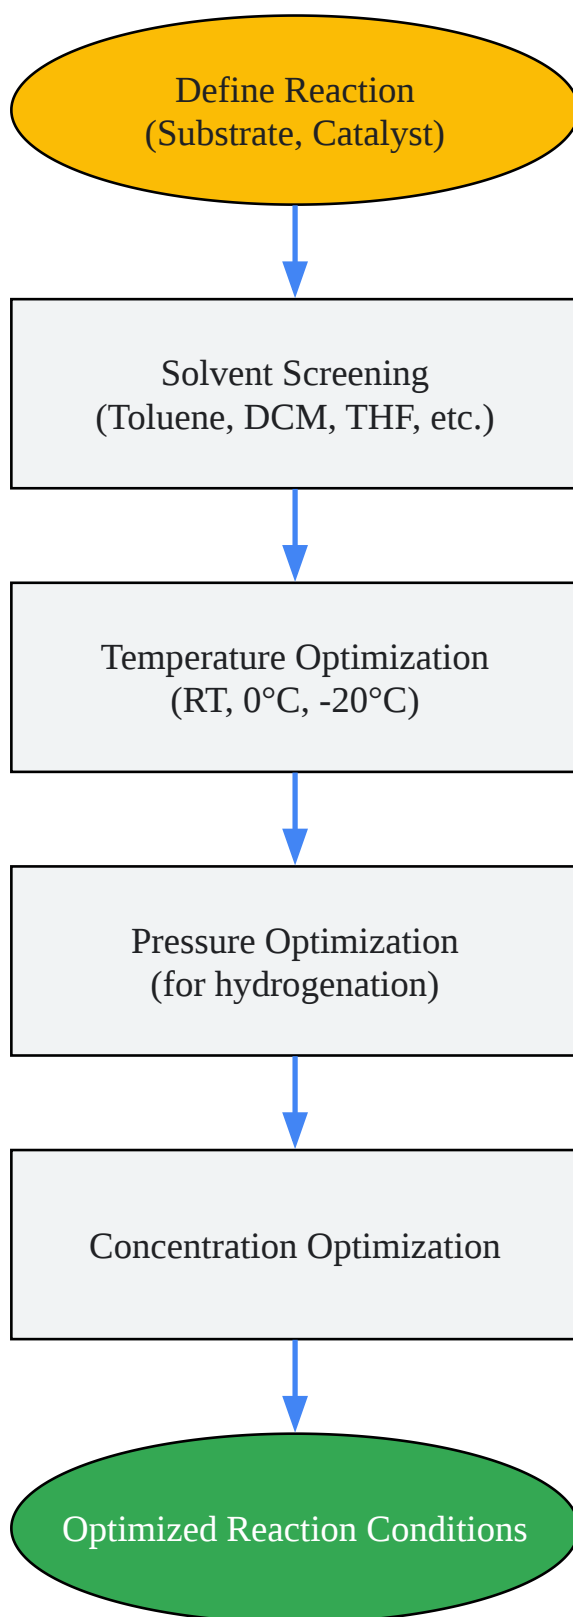 Define Reaction
(Substrate, Catalyst)
Solvent Screening
(Toluene, DCM, THF, etc.)
Temperature Optimization
(RT, 0°C, -20°C)
Pressure Optimization
(for hydrogenation)
Concentration Optimization
Optimized Reaction Conditions